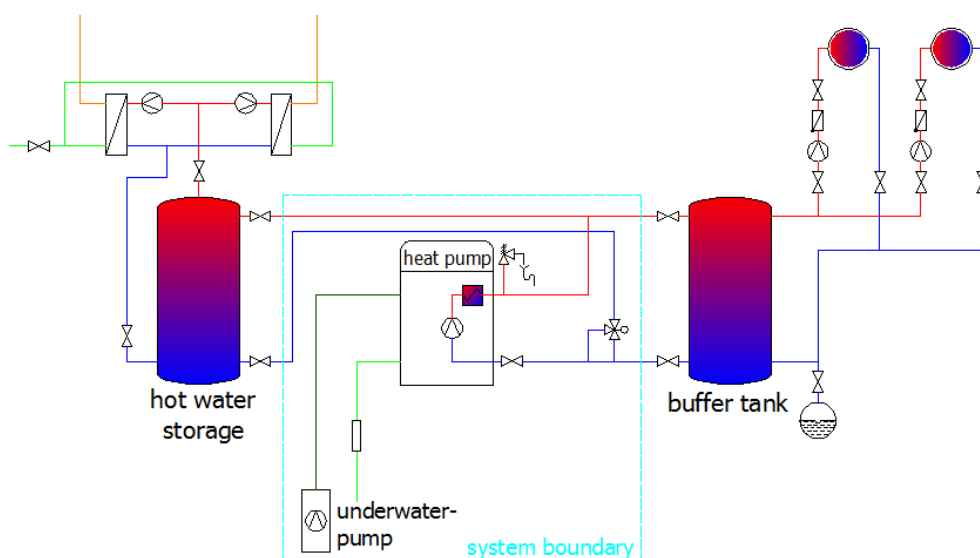 heat pump
hot water
storage
buffer tank
underwater-
pump
system boundary